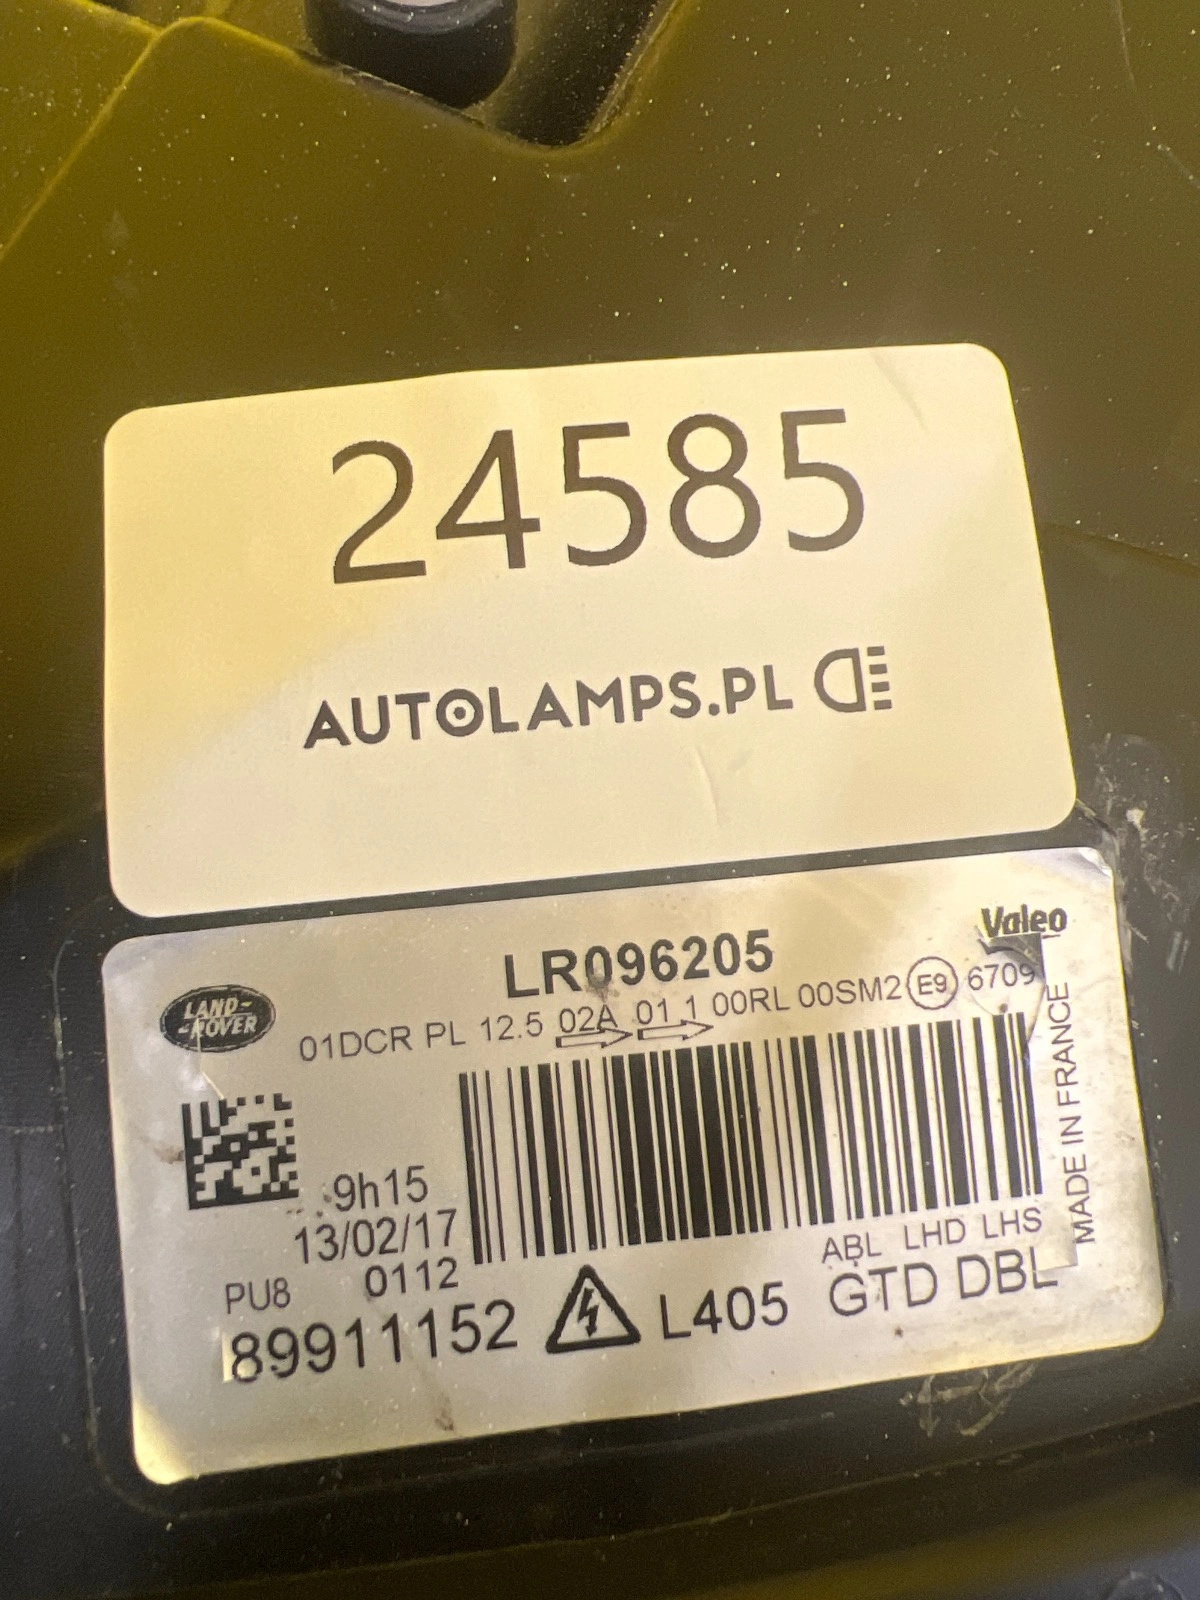 24585
AUTOLAMPS.PL
Valeo
LR096205
LAND-
-ROVER
01DCR PL 12.5 02A 01 1 00RL 00SM2 E9 6709
MADE IN FRANCE
9h15
13/02/17
ABL LHD LHS
PU8 0112
GTD DBL
89911152 L405